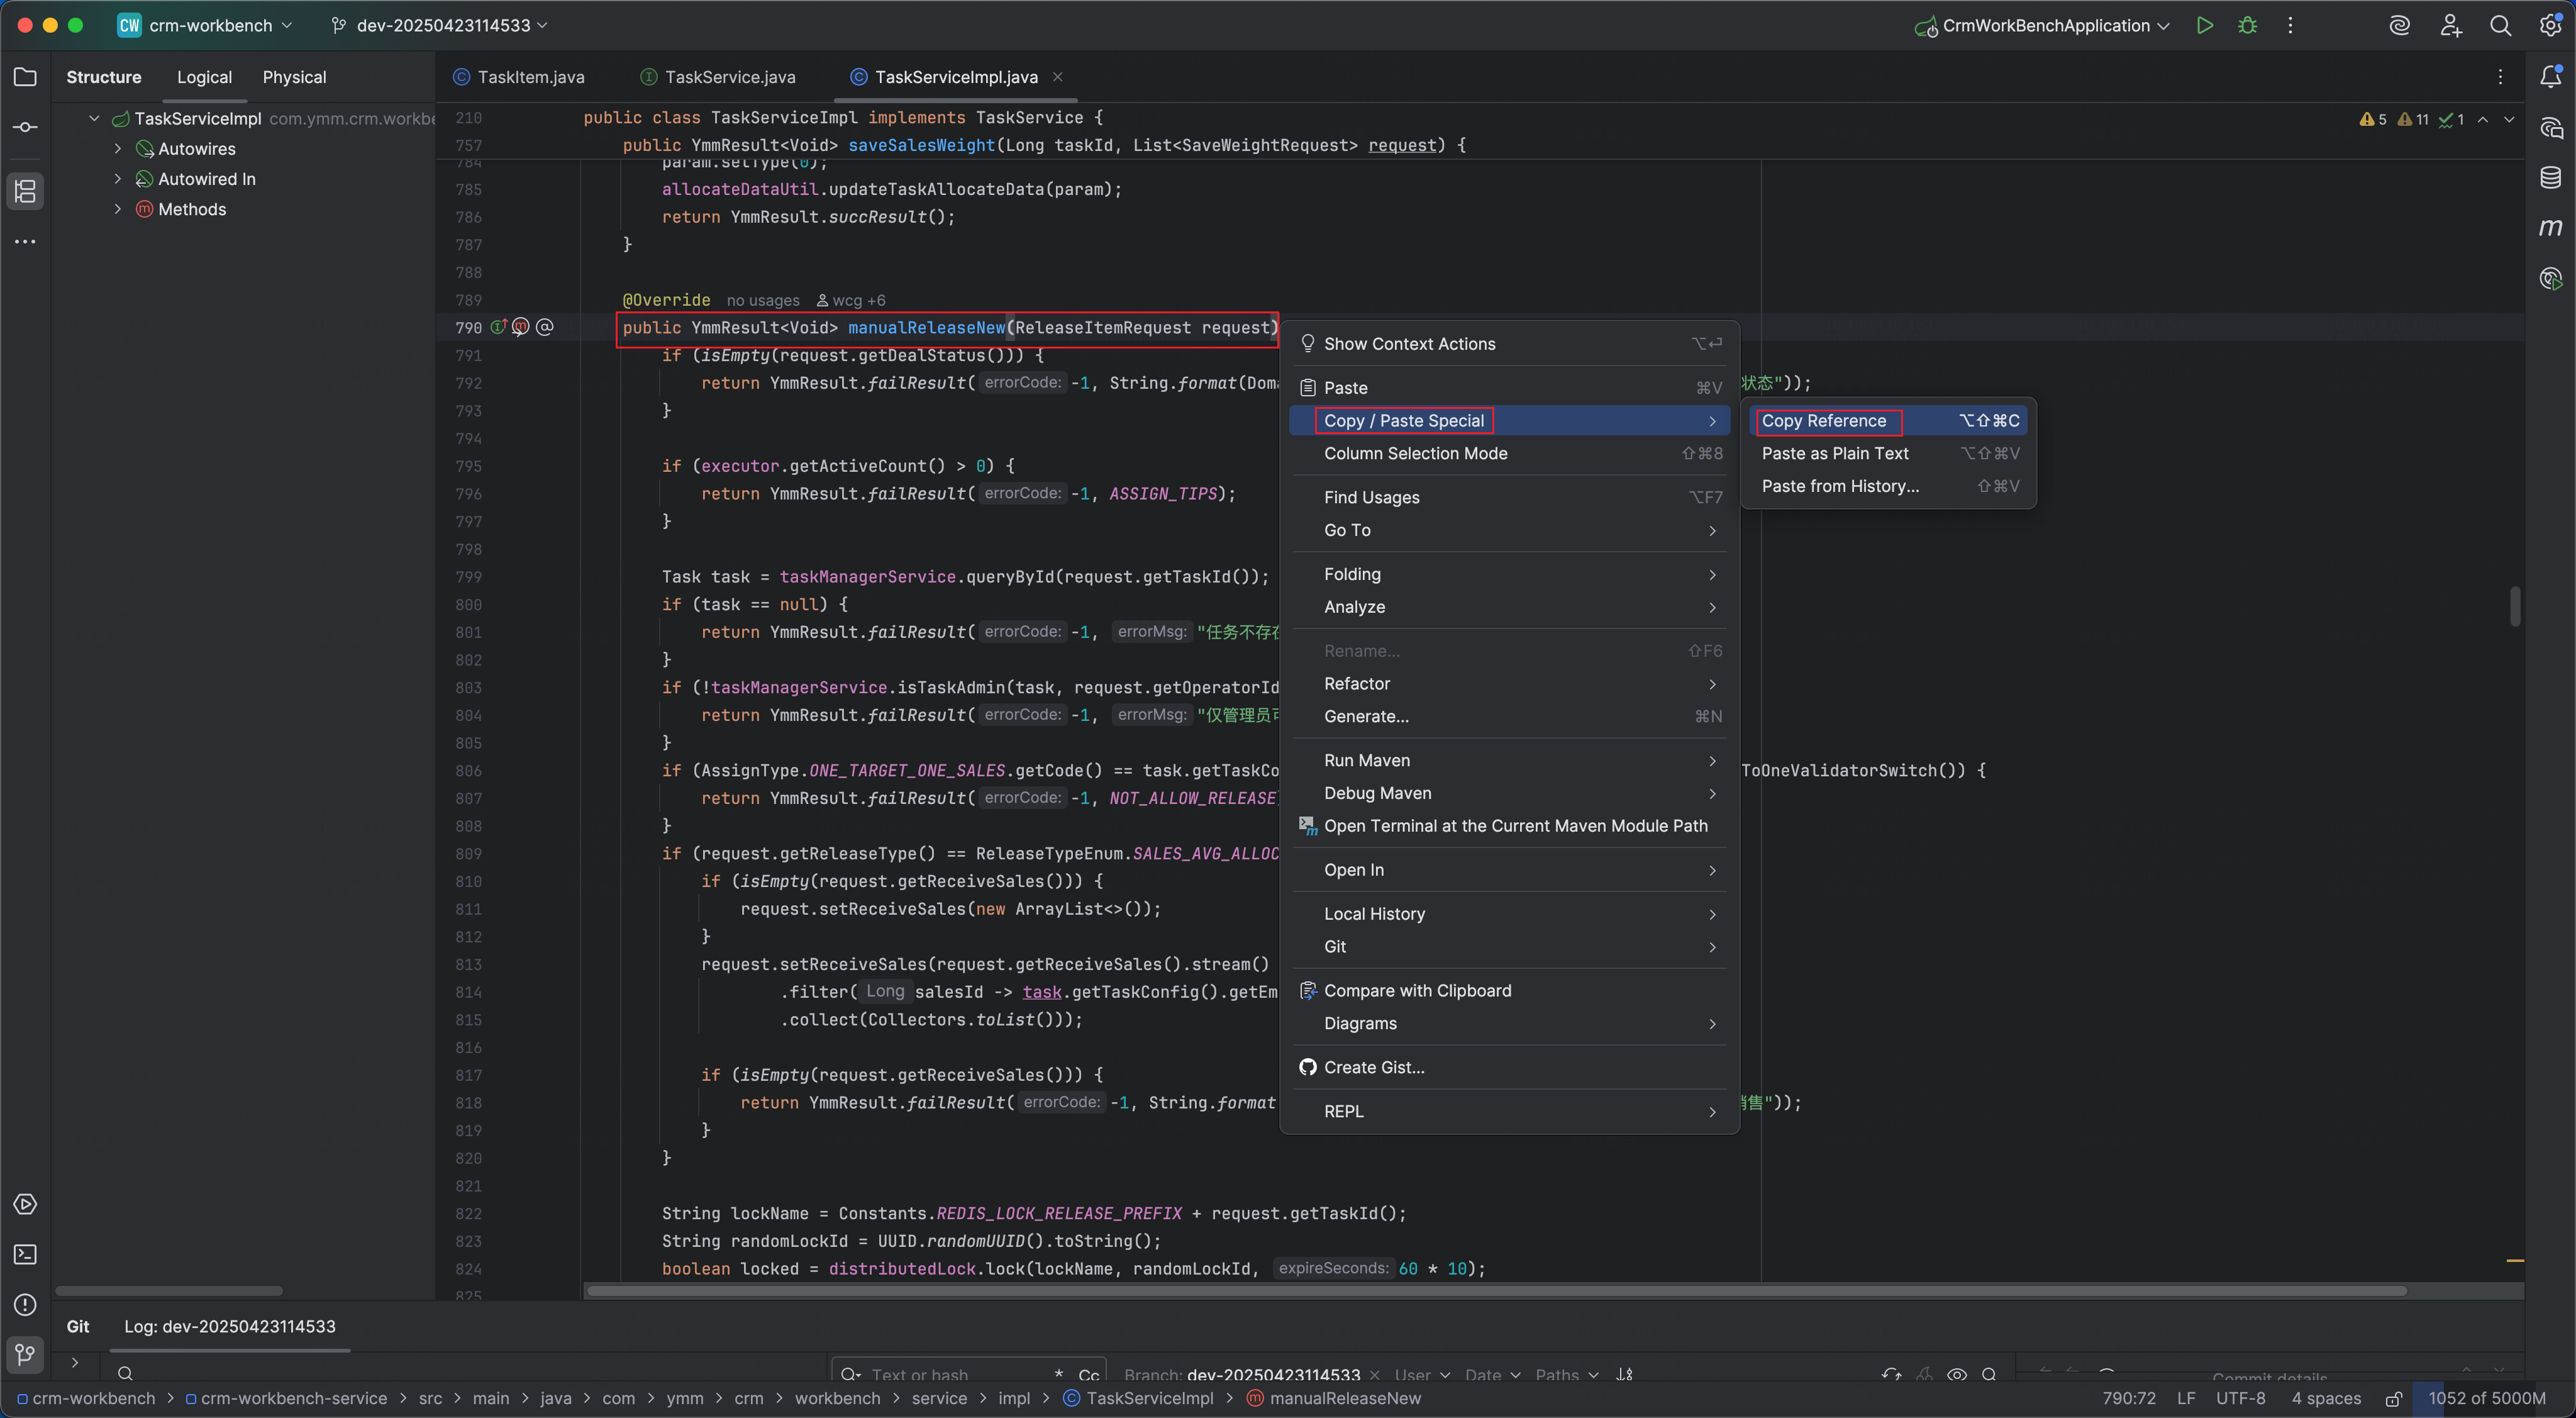 CW crm-workbench
dev-20250423114533
CrmWorkBenchApplication
Structure Logical Physical
TaskItem.java TaskService.java TaskServiceImpl.java
TaskServiceImpl com.ymm.crm.workbe
Autowires
Autowired In
Methods
5 11 1
210 public class TaskServiceImpl implements TaskService {
757 public YmmResult<Void> saveSalesWeight(Long taskId, List<SaveWeightRequest> request) {
784 param.setType(0);
785 allocateDataUtil.updateTaskAllocateData(param);
786 return YmmResult.succResult();
787 }
788
789 @Override no usages wcg +6
790 public YmmResult<Void> manualReleaseNew(ReleaseItemRequest request)
791 if (isEmpty(request.getDealStatus())) {
792 return YmmResult.failResult( errorCode: -1, String.format(Doma 状态"));
793 }
794
795 if (executor.getActiveCount() > 0) {
796 return YmmResult.failResult( errorCode: -1, ASSIGN_TIPS);
797 }
798
799 Task task = taskManagerService.queryById(request.getTaskId());
800 if (task == null) {
801 return YmmResult.failResult( errorCode: -1, errorMsg: "任务不存在
802 }
803 if (!taskManagerService.isTaskAdmin(task, request.getOperatorId
804 return YmmResult.failResult( errorCode: -1, errorMsg: "仅管理员
805 }
806 if (AssignType.ONE_TARGET_ONE_SALES.getCode() == task.getTaskCo ToOneValidatorSwitch()) {
807 return YmmResult.failResult( errorCode: -1, NOT_ALLOW_RELEASE
808 }
809 if (request.getReleaseType() == ReleaseTypeEnum.SALES_AVG_ALLOC
810 if (isEmpty(request.getReceiveSales())) {
811 request.setReceiveSales(new ArrayList<>());
812 }
813 request.setReceiveSales(request.getReceiveSales().stream()
814 .filter( Long salesId -> task.getTaskConfig().getEm
815 .collect(Collectors.toList()));
816
817 if (isEmpty(request.getReceiveSales())) {
818 return YmmResult.failResult( errorCode: -1, String.format 销售"));
819 }
820 }
821
822 String lockName = Constants.REDIS_LOCK_RELEASE_PREFIX + request.getTaskId();
823 String randomLockId = UUID.randomUUID().toString();
824 boolean locked = distributedLock.lock(lockName, randomLockId, expireSeconds: 60 * 10);
825
Show Context Actions ⌥⏎
Paste ⌘V
Copy / Paste Special
Column Selection Mode ⇧⌘8
Find Usages ⌥F7
Go To
Folding
Analyze
Rename... ⇧F6
Refactor
Generate... ⌘N
Run Maven
Debug Maven
Open Terminal at the Current Maven Module Path
Open In
Local History
Git
Compare with Clipboard
Diagrams
Create Gist...
REPL
Copy Reference ⌥⇧⌘C
Paste as Plain Text ⌥⇧⌘V
Paste from History... ⇧⌘V
Git Log: dev-20250423114533
Text or hash .* Cc Branch: dev-20250423114533 User Date Paths
Commit details
crm-workbench > crm-workbench-service > src > main > java > com > ymm > crm > workbench > service > impl > TaskServiceImpl > manualReleaseNew
790:72 LF UTF-8 4 spaces 1052 of 5000M